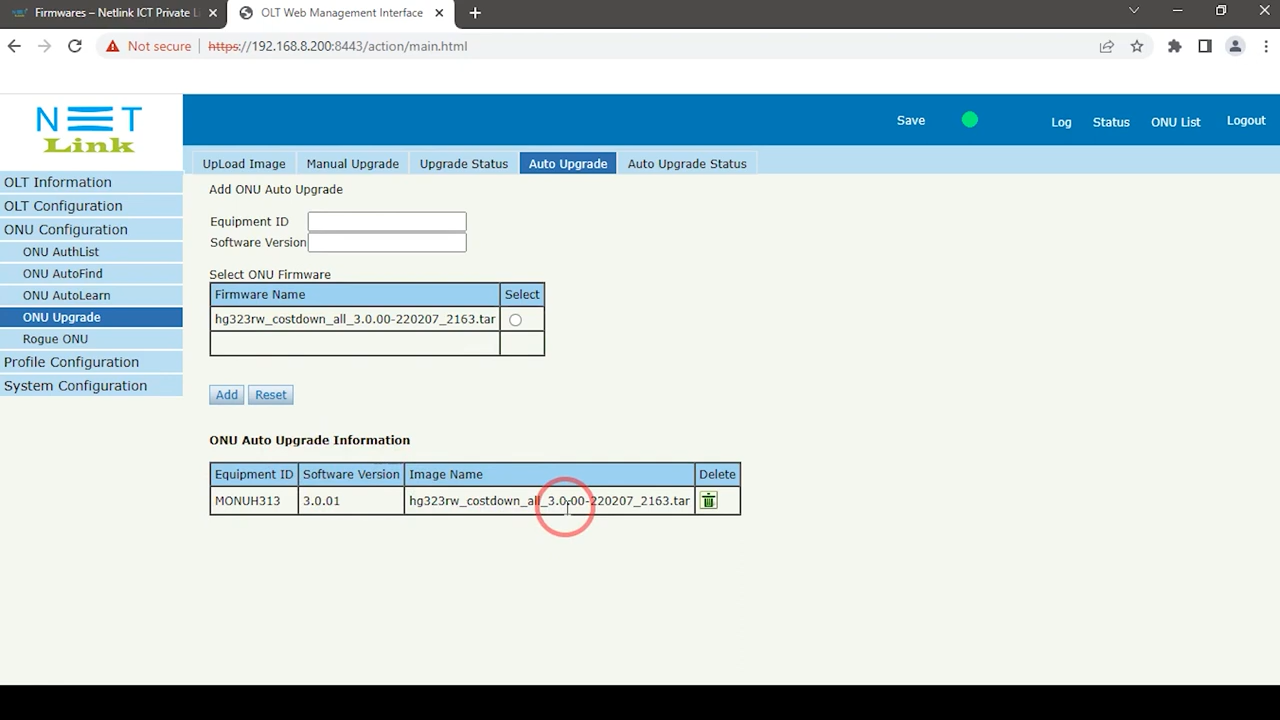 Firmwares – Netlink ICT Private Li
OLT Web Management Interface
Not secure
https://192.168.8.200:8443/action/main.html
NET
Link
Save
Log
Status
ONU List
Logout
UpLoad Image
Manual Upgrade
Upgrade Status
Auto Upgrade
Auto Upgrade Status
OLT Information
OLT Configuration
ONU Configuration
ONU AuthList
ONU AutoFind
ONU AutoLearn
ONU Upgrade
Rogue ONU
Profile Configuration
System Configuration
Add ONU Auto Upgrade
Equipment ID
Software Version
Select ONU Firmware
Firmware Name Select
hg323rw_costdown_all_3.0.00-220207_2163.tar
Add Reset
ONU Auto Upgrade Information
Equipment ID Software Version Image Name Delete
MONUH313 3.0.01 hg323rw_costdown_all_3.0.00-220207_2163.tar